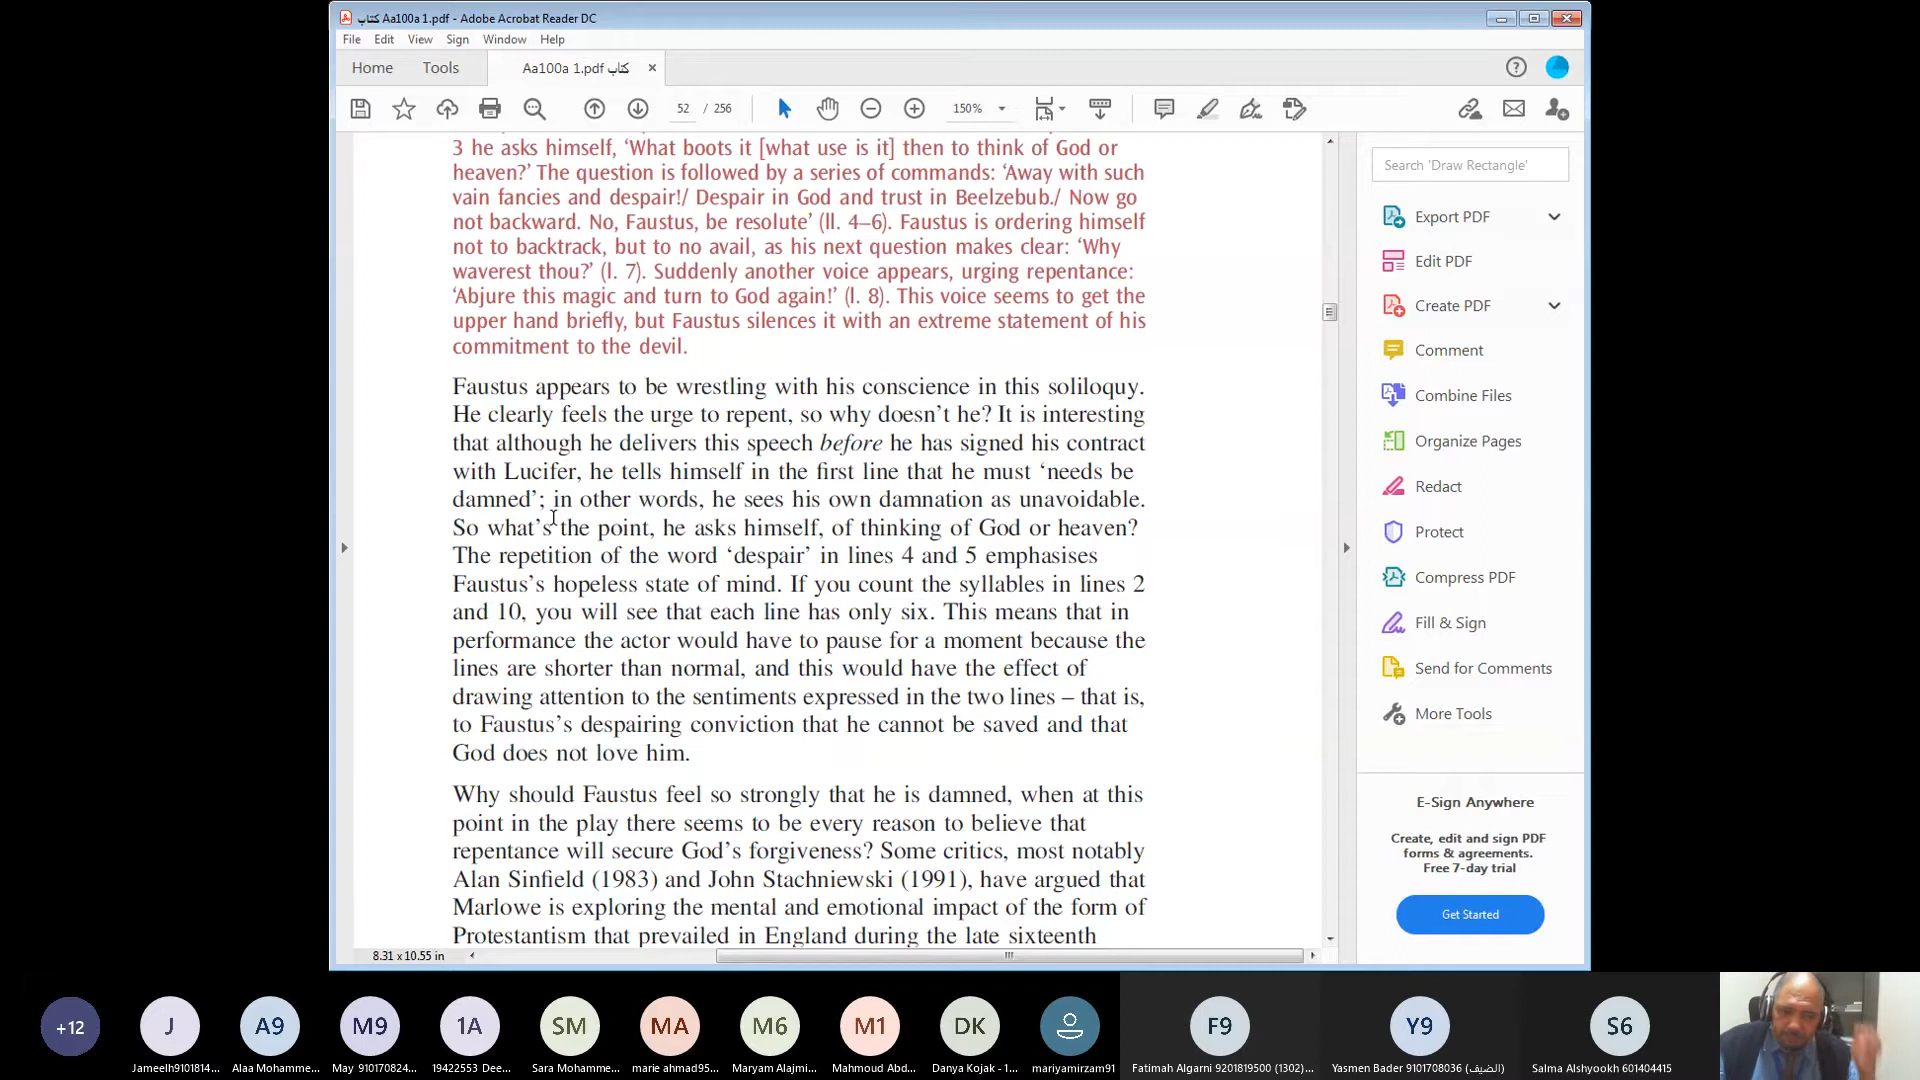 كتاب Aa100a 1.pdf - Adobe Acrobat Reader DC
File Edit View Sign Window Help
Home Tools Aa100a 1.pdf كتاب ×
52 / 256 150%
3 he asks himself, ‘What boots it [what use is it] then to think of God or
heaven?’ The question is followed by a series of commands: ‘Away with such
vain fancies and despair!/ Despair in God and trust in Beelzebub./ Now go
not backward. No, Faustus, be resolute’ (ll. 4–6). Faustus is ordering himself
not to backtrack, but to no avail, as his next question makes clear: ‘Why
waverest thou?’ (l. 7). Suddenly another voice appears, urging repentance:
‘Abjure this magic and turn to God again!’ (l. 8). This voice seems to get the
upper hand briefly, but Faustus silences it with an extreme statement of his
commitment to the devil.
Faustus appears to be wrestling with his conscience in this soliloquy.
He clearly feels the urge to repent, so why doesn’t he? It is interesting
that although he delivers this speech before he has signed his contract
with Lucifer, he tells himself in the first line that he must ‘needs be
damned’; in other words, he sees his own damnation as unavoidable.
So what’s the point, he asks himself, of thinking of God or heaven?
The repetition of the word ‘despair’ in lines 4 and 5 emphasises
Faustus’s hopeless state of mind. If you count the syllables in lines 2
and 10, you will see that each line has only six. This means that in
performance the actor would have to pause for a moment because the
lines are shorter than normal, and this would have the effect of
drawing attention to the sentiments expressed in the two lines – that is,
to Faustus’s despairing conviction that he cannot be saved and that
God does not love him.
Why should Faustus feel so strongly that he is damned, when at this
point in the play there seems to be every reason to believe that
repentance will secure God’s forgiveness? Some critics, most notably
Alan Sinfield (1983) and John Stachniewski (1991), have argued that
Marlowe is exploring the mental and emotional impact of the form of
Protestantism that prevailed in England during the late sixteenth
8.31 x 10.55 in
Search 'Draw Rectangle'
Export PDF
Edit PDF
Create PDF
Comment
Combine Files
Organize Pages
Redact
Protect
Compress PDF
Fill & Sign
Send for Comments
More Tools
E-Sign Anywhere
Create, edit and sign PDF
forms & agreements.
Free 7-day trial
Get Started
+12 J A9 M9 1A SM MA M6 M1 DK F9 Y9 S6
Jameelh9101814... Alaa Mohamme... May 910170824... 19422553 Dee... Sara Mohamme... marie ahmad95... Maryam Alajmi... Mahmoud Abd... Danya Kojak - 1... mariyamirzam91 Fatimah Algarni 9201819500 (1302)... Yasmen Bader 9101708036 (الضيف) Salma Alshyookh 601404415